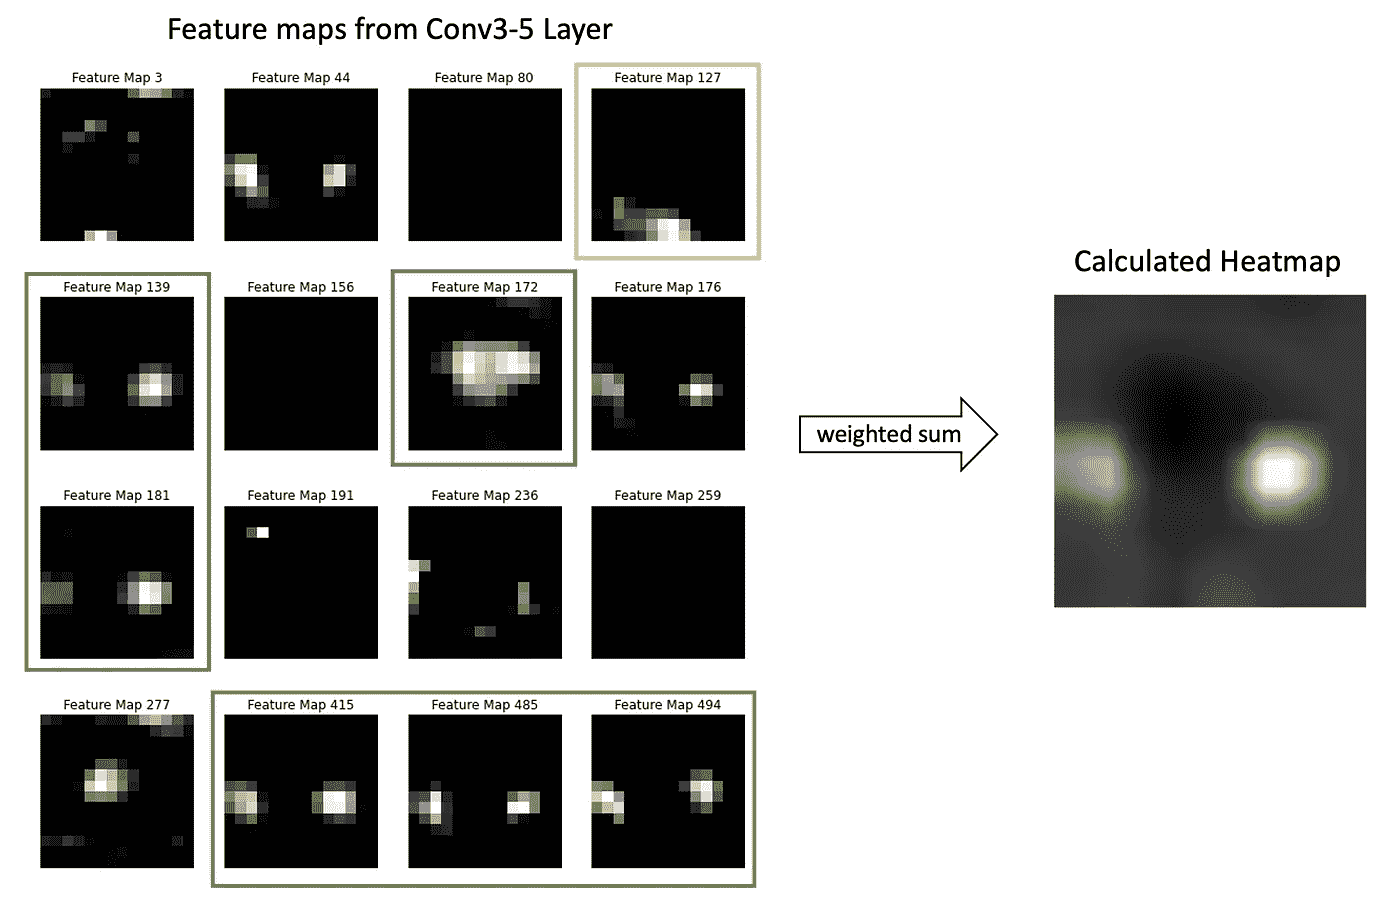 Feature maps from Conv3-5 Layer
Feature Map 3
Feature Map 44
Feature Map 80
Feature Map 127
Feature Map 139
Feature Map 156
Feature Map 172
Feature Map 176
Feature Map 181
Feature Map 191
Feature Map 236
Feature Map 259
Feature Map 277
Feature Map 415
Feature Map 485
Feature Map 494
weighted sum
Calculated Heatmap